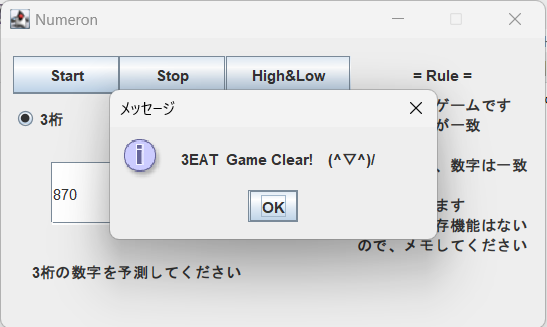 Numeron
Start Stop High&Low
= Rule =
メッセージ
3桁
ゲームです
が一致
3EAT Game Clear! (^▽^)/
、数字は一致
870
OK
ます
存機能はない
ので、メモしてください
3桁の数字を予測してください